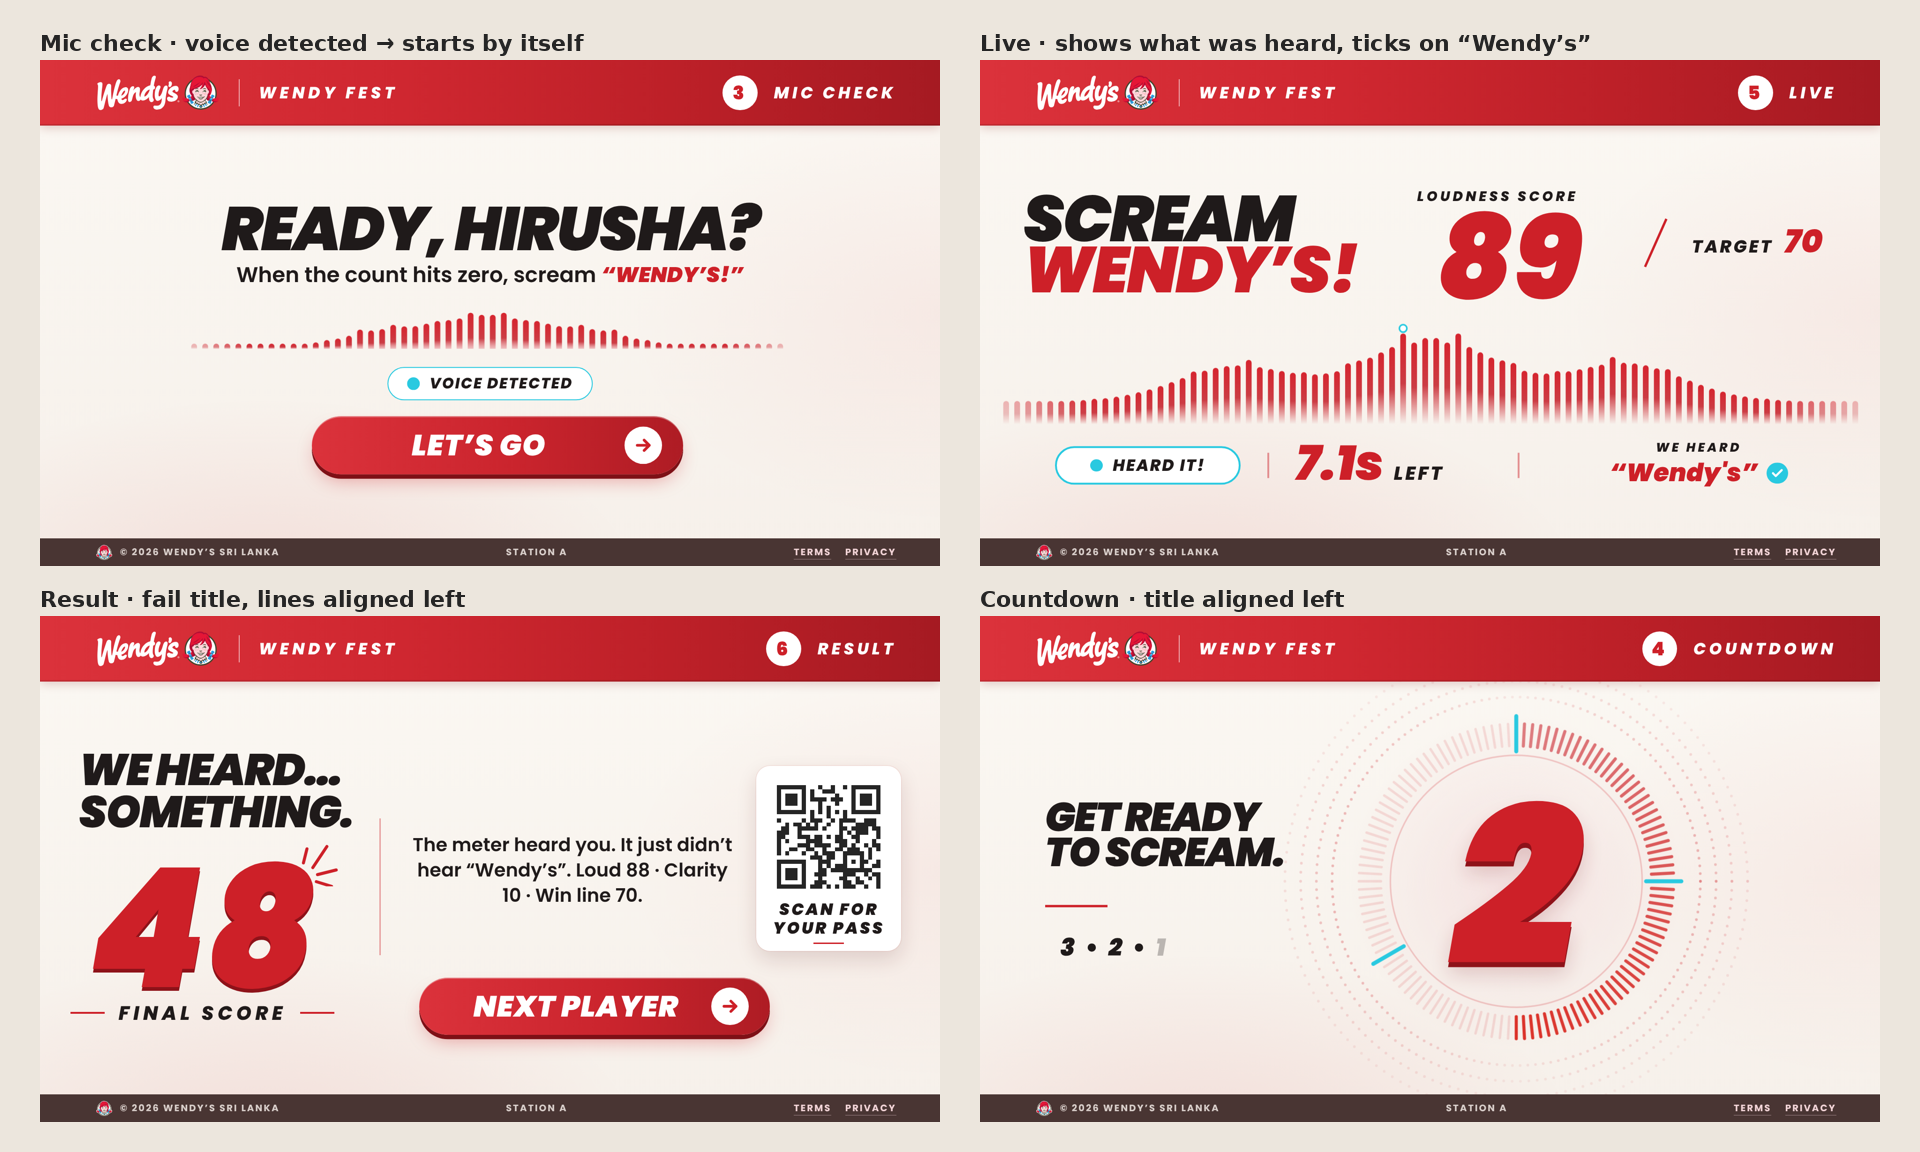 Mic check · voice detected → starts by itself
Wendy's WENDY FEST 3 MIC CHECK
READY, HIRUSHA?
When the count hits zero, scream “WENDY’S!”
VOICE DETECTED
LET’S GO
© 2026 WENDY’S SRI LANKA STATION A TERMS PRIVACY
Live · shows what was heard, ticks on “Wendy’s”
Wendy's WENDY FEST 5 LIVE
SCREAM
WENDY’S!
LOUDNESS SCORE
89
TARGET 70
HEARD IT!
7.1s LEFT
WE HEARD
“Wendy's”
© 2026 WENDY’S SRI LANKA STATION A TERMS PRIVACY
Result · fail title, lines aligned left
Wendy's WENDY FEST 6 RESULT
WE HEARD...
SOMETHING.
48
FINAL SCORE
The meter heard you. It just didn’t
hear “Wendy’s”. Loud 88 · Clarity
10 · Win line 70.
SCAN FOR
YOUR PASS
NEXT PLAYER
© 2026 WENDY’S SRI LANKA STATION A TERMS PRIVACY
Countdown · title aligned left
Wendy's WENDY FEST 4 COUNTDOWN
GET READY
TO SCREAM.
3 • 2 • 1
2
© 2026 WENDY’S SRI LANKA STATION A TERMS PRIVACY